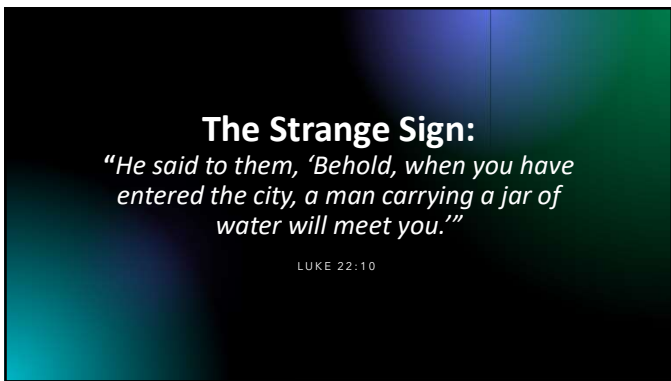 The Strange Sign:
“He said to them, ‘Behold, when you have
entered the city, a man carrying a jar of
water will meet you.’”
LUKE 22:10